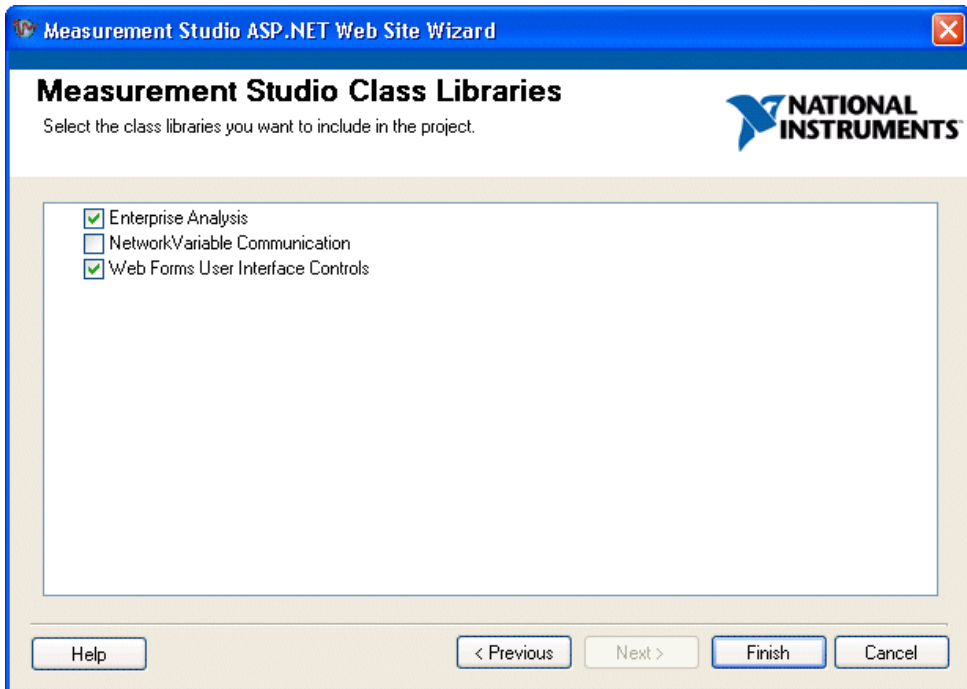 Measurement Studio ASP.NET Web Site Wizard
Measurement Studio Class Libraries
Select the class libraries you want to include in the project.
NATIONAL
INSTRUMENTS
Enterprise Analysis
NetworkVariable Communication
Web Forms User Interface Controls
Help
< Previous
Next >
Finish
Cancel